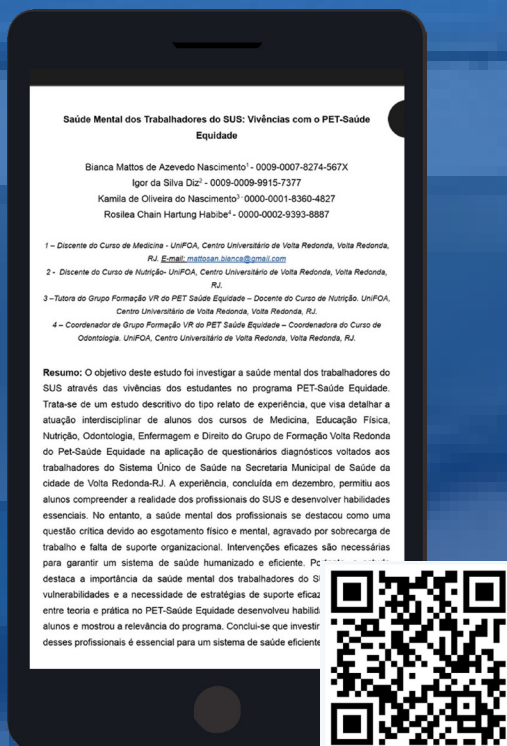 Saúde Mental dos Trabalhadores do SUS: Vivências com o PET-Saúde
Equidade
Bianca Mattos de Azevedo Nascimento¹ - 0009-0007-8274-567X
Igor da Silva Diz² - 0009-0009-9915-7377
Kamila de Oliveira do Nascimento³ - 0000-0001-8360-4827
Rosilea Chain Hartung Habibe⁴ - 0000-0002-9393-8887
1 – Discente do Curso de Medicina - UniFOA, Centro Universitário de Volta Redonda, Volta Redonda,
RJ. E-mail: mattosan.bianca@gmail.com
2 - Discente do Curso de Nutrição- UniFOA, Centro Universitário de Volta Redonda, Volta Redonda,
RJ.
3 –Tutora do Grupo Formação VR do PET Saúde Equidade – Docente do Curso de Nutrição. UniFOA,
Centro Universitário de Volta Redonda, Volta Redonda, RJ.
4 – Coordenador de Grupo Formação VR do PET Saúde Equidade – Coordenadora do Curso de
Odontologia. UniFOA, Centro Universitário de Volta Redonda, Volta Redonda, RJ.
Resumo: O objetivo deste estudo foi investigar a saúde mental dos trabalhadores do
SUS através das vivências dos estudantes no programa PET-Saúde Equidade.
Trata-se de um estudo descritivo do tipo relato de experiência, que visa detalhar a
atuação interdisciplinar de alunos dos cursos de Medicina, Educação Física,
Nutrição, Odontologia, Enfermagem e Direito do Grupo de Formação Volta Redonda
do Pet-Saúde Equidade na aplicação de questionários diagnósticos voltados aos
trabalhadores do Sistema Único de Saúde na Secretaria Municipal de Saúde da
cidade de Volta Redonda-RJ. A experiência, concluída em dezembro, permitiu aos
alunos compreender a realidade dos profissionais do SUS e desenvolver habilidades
essenciais. No entanto, a saúde mental dos profissionais se destacou como uma
questão crítica devido ao esgotamento físico e mental, agravado por sobrecarga de
trabalho e falta de suporte organizacional. Intervenções eficazes são necessárias
para garantir um sistema de saúde humanizado e eficiente.
destaca a importância da saúde mental dos trabalhadores do
vulnerabilidades e a necessidade de estratégias de suporte
entre teoria e prática no PET-Saúde Equidade desenvolveu
alunos e mostrou a relevância do programa. Conclui-se que investir
desses profissionais é essencial para um sistema de saúde eficiente